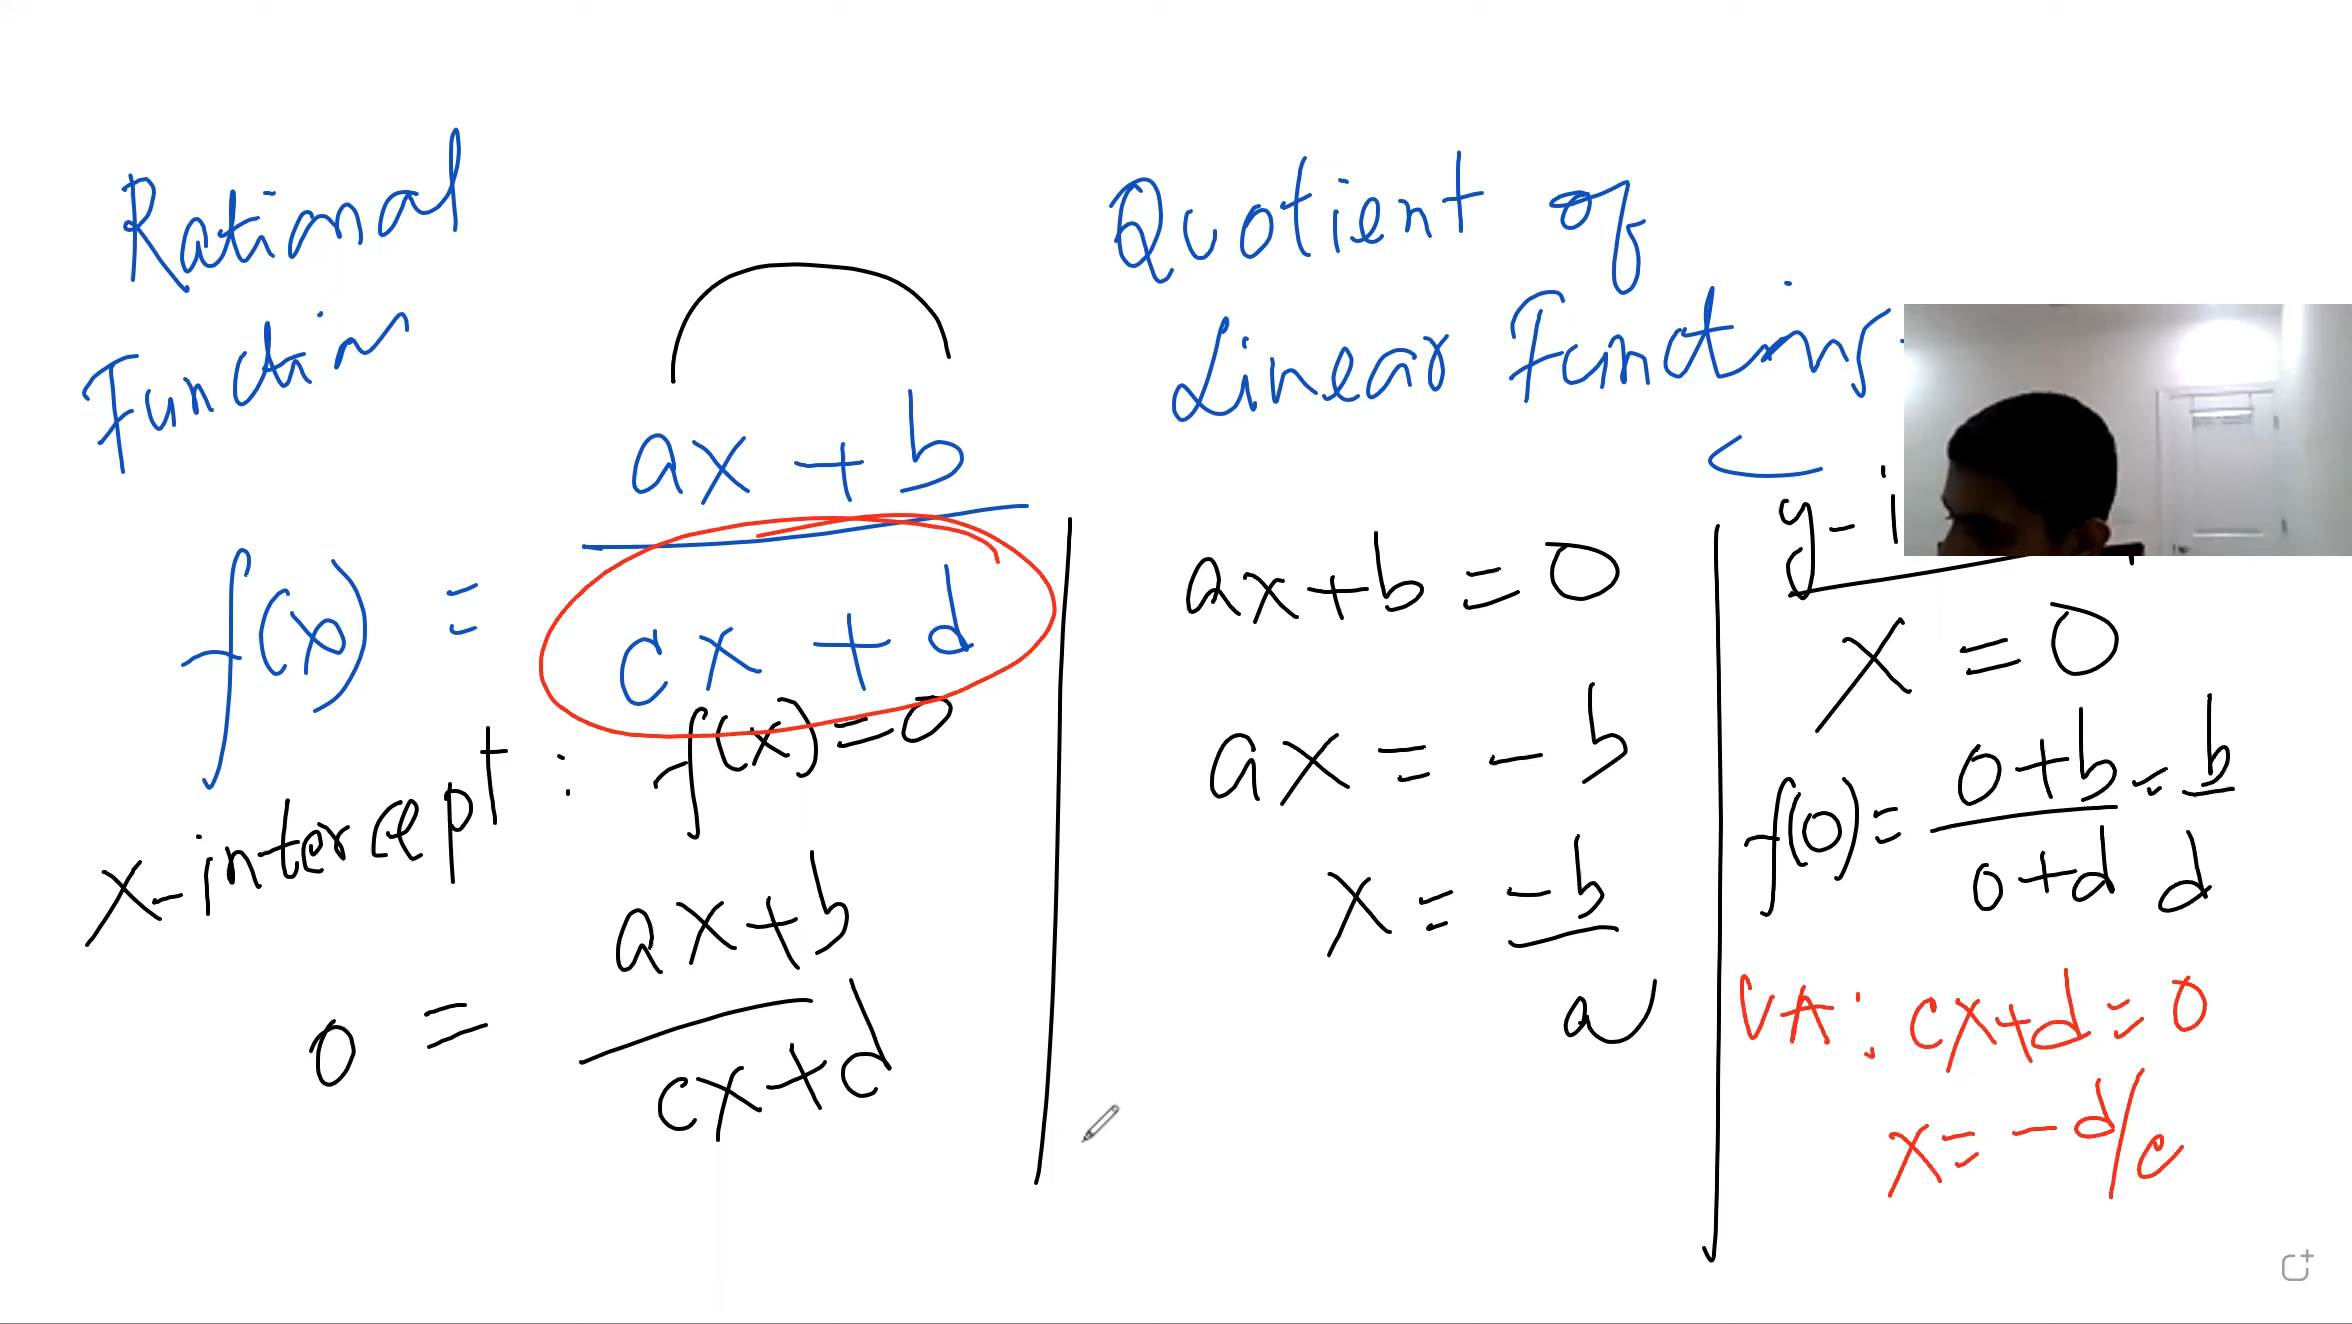 Rational
Function
f(x) = ax + b / cx + d
x-intercept : f(x)=0
0 = ax+b / cx+d
Quotient of
Linear Functions
ax+b=0
ax = -b
x = -b / a
x = 0
f(0)= 0+b / 0+d = b / d
VA: cx+d=0
x= -d/c